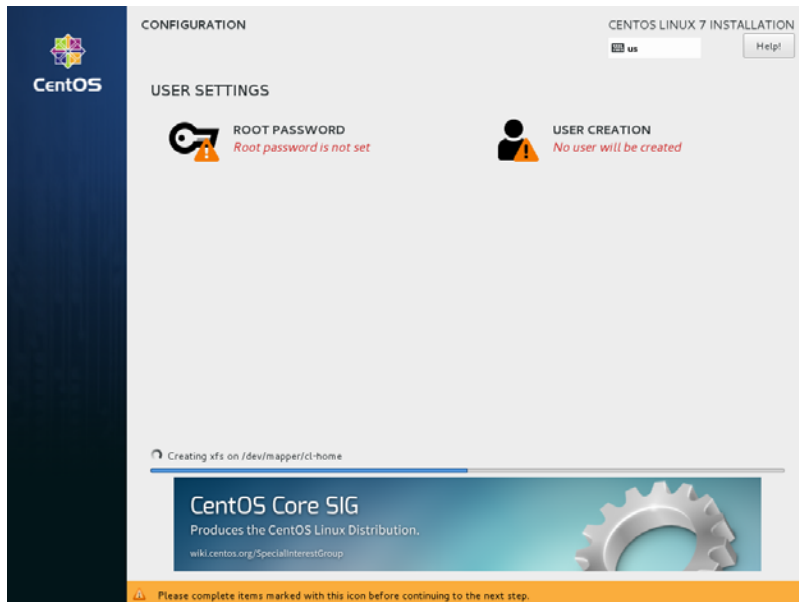 CentOS
CONFIGURATION
CENTOS LINUX 7 INSTALLATION
us
Help!
USER SETTINGS
ROOT PASSWORD
Root password is not set
USER CREATION
No user will be created
Creating xfs on /dev/mapper/cl-home
CentOS Core SIG
Produces the CentOS Linux Distribution.
wiki.centos.org/SpecialInterestGroup
Please complete items marked with this icon before continuing to the next step.